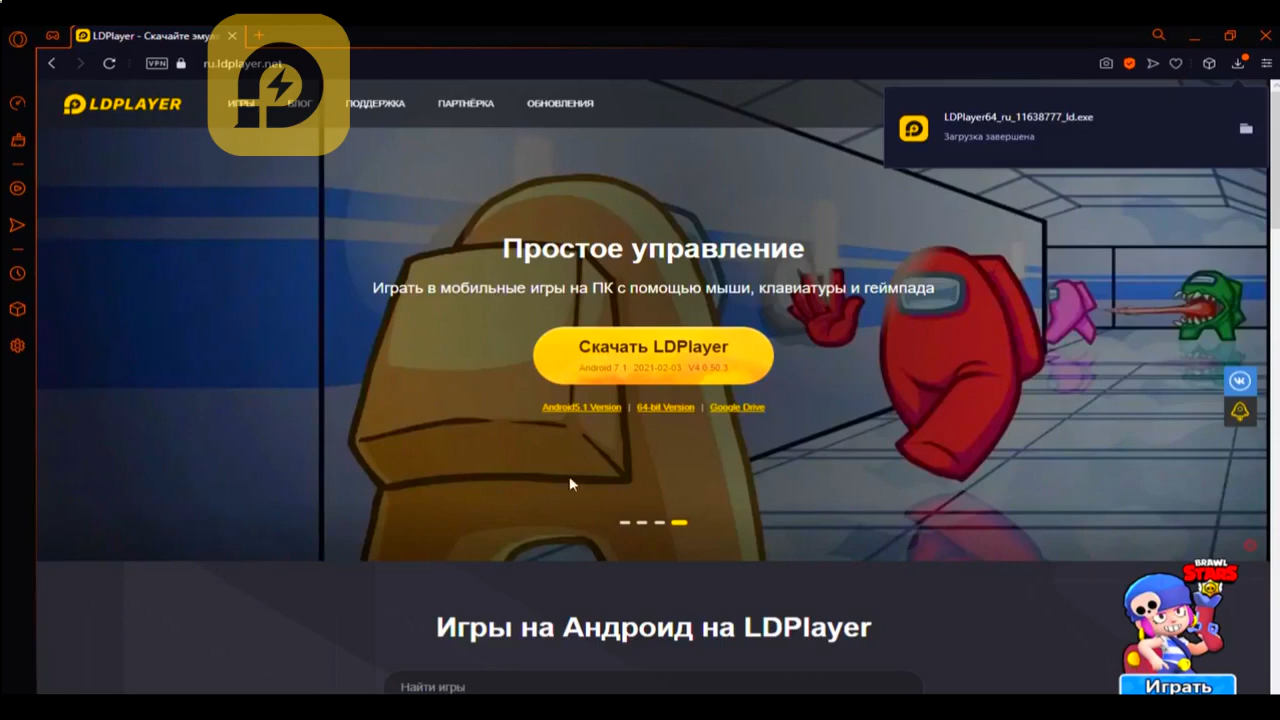 LDPlayer - Скачайте эму
VPN
ru.ldplayer.net
LDPLAYER
ИГРЫ
БЛОГ
ПОДДЕРЖКА
ПАРТНЁРКА
ОБНОВЛЕНИЯ
LDPlayer64_ru_11638777_ld.exe
Загрузка завершена
Простое управление
Играть в мобильные игры на ПК с помощью мыши, клавиатуры и геймпада
Скачать LDPlayer
Android 7.1 2021-02-03 V4.0.50.3
Android5.1 Version | 64-bit Version | Google Drive
BRAWL
STARS
Игры на Андроид на LDPlayer
Найти игры
Играть